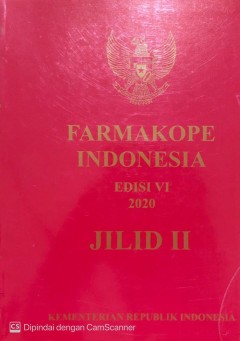 FARMAKOPE
INDONESIA
EDISI VI
2020
JILID II
KEMENTERIAN REPUBLIK INDONESIA
CS Dipindai dengan CamScanner